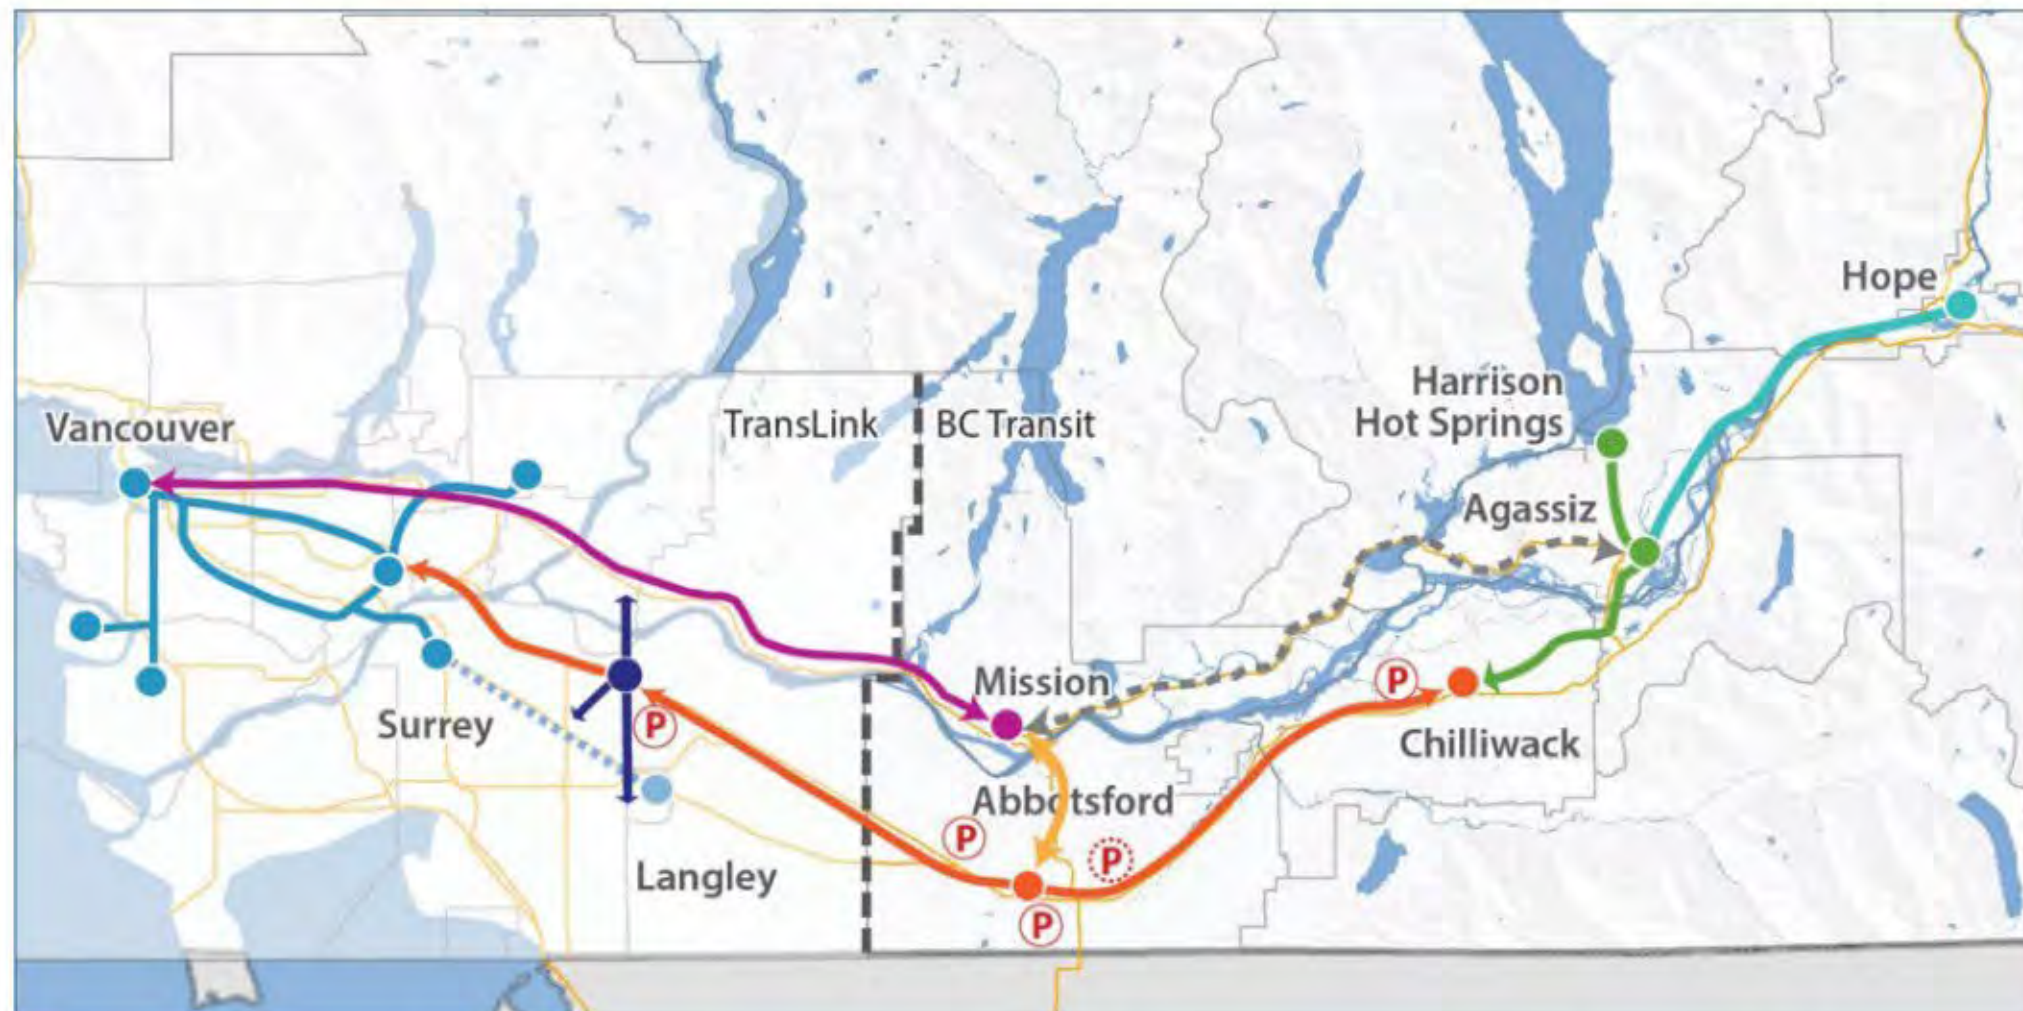 Hope
Harrison
Hot Springs
Vancouver
TransLink
BC Transit
Agassiz
Mission
P
Surrey
P
Chilliwack
Abbotsford
P
P
Langley
P